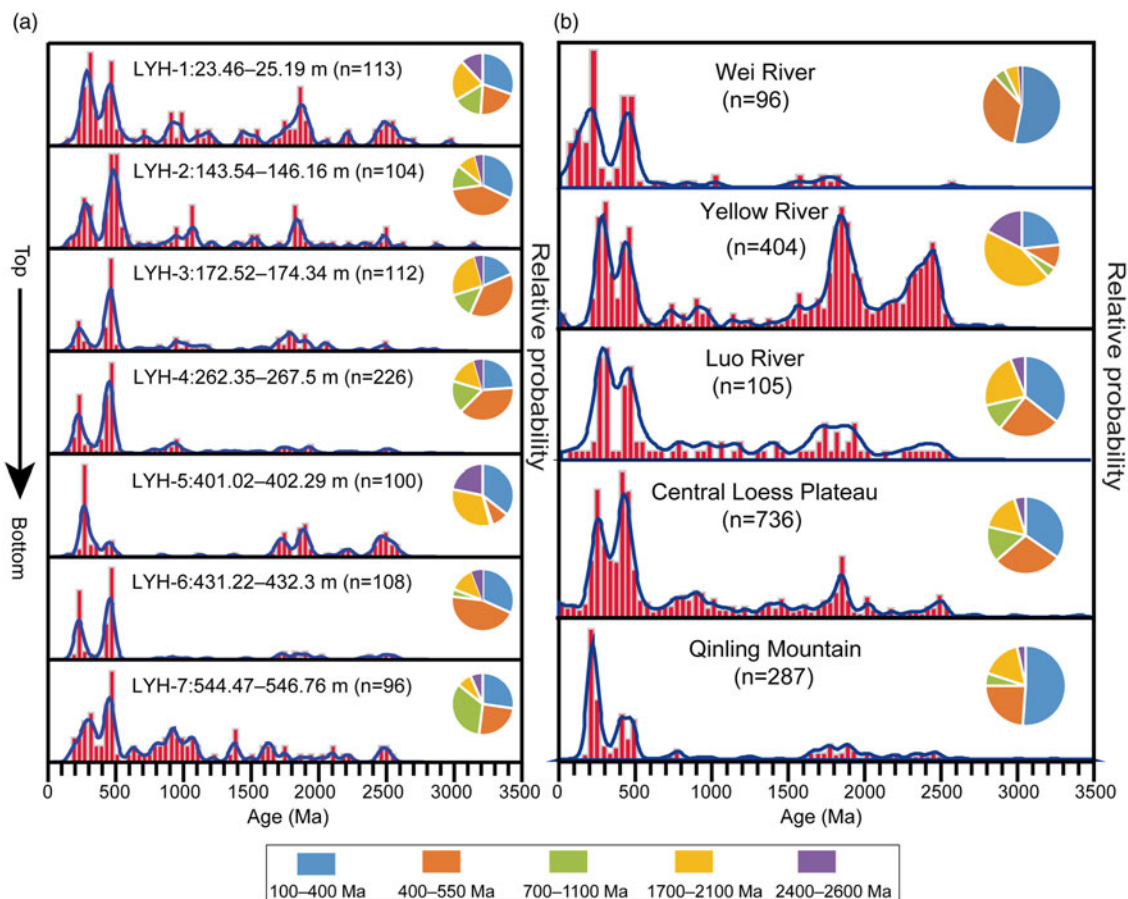 (a)
LYH-1:23.46–25.19 m (n=113)
LYH-2:143.54–146.16 m (n=104)
LYH-3:172.52–174.34 m (n=112)
LYH-4:262.35–267.5 m (n=226)
LYH-5:401.02–402.29 m (n=100)
LYH-6:431.22–432.3 m (n=108)
LYH-7:544.47–546.76 m (n=96)
Top
Bottom
Relative probability
0 500 1000 1500 2000 2500 3000 3500
Age (Ma)
(b)
Wei River
(n=96)
Yellow River
(n=404)
Luo River
(n=105)
Central Loess Plateau
(n=736)
Qinling Mountain
(n=287)
Relative probability
0 500 1000 1500 2000 2500 3000 3500
Age (Ma)
100–400 Ma 400–550 Ma 700–1100 Ma 1700–2100 Ma 2400–2600 Ma